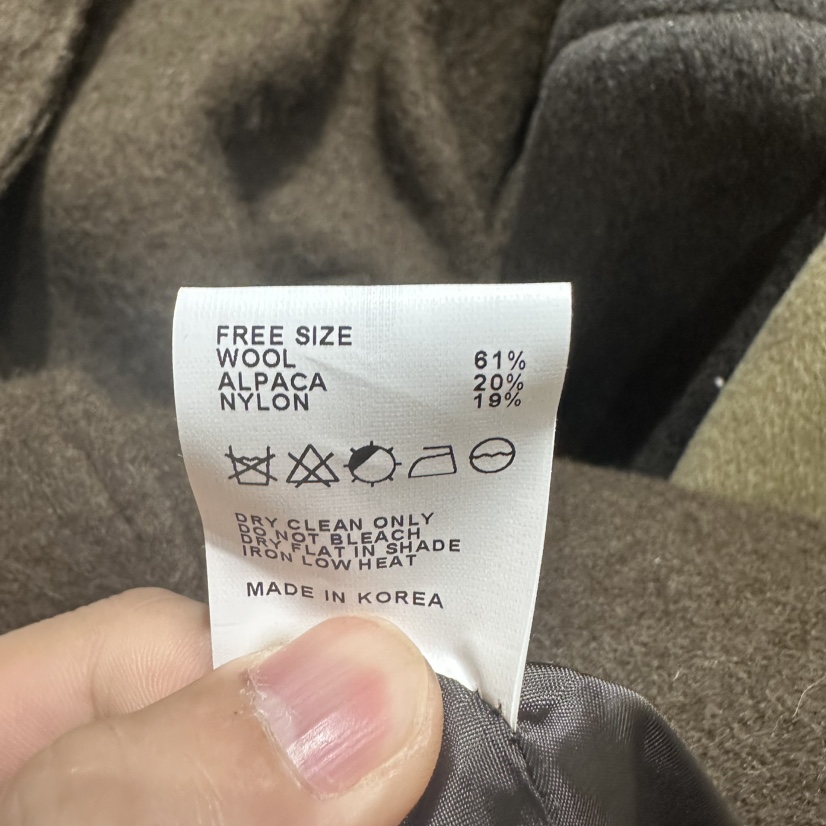 FREE SIZE
WOOL 61%
ALPACA 20%
NYLON 19%
DRY CLEAN ONLY
DO NOT BLEACH
DRY FLAT IN SHADE
IRON LOW HEAT
MADE IN KOREA